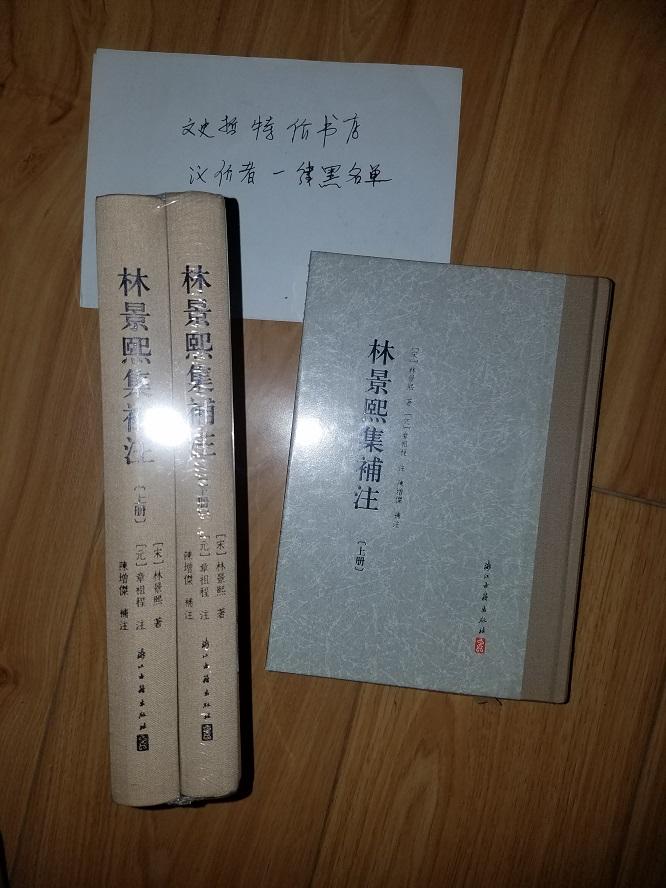 文史哲特价书店
议价者一律黑名单
林景熙集補注
〔上册〕
〔宋〕林景熙 著
〔元〕章祖程 注
陳增傑 補注
浙江古籍出版社
林景熙集補注
下册〕
〔宋〕林景熙 著
〔元〕章祖程 注
陳增傑 補注
浙江古籍出版社
林景熙集補注
〔上册〕
〔宋〕林景熙 著 〔元〕章祖程 注 陳增傑 補注
浙江古籍出版社